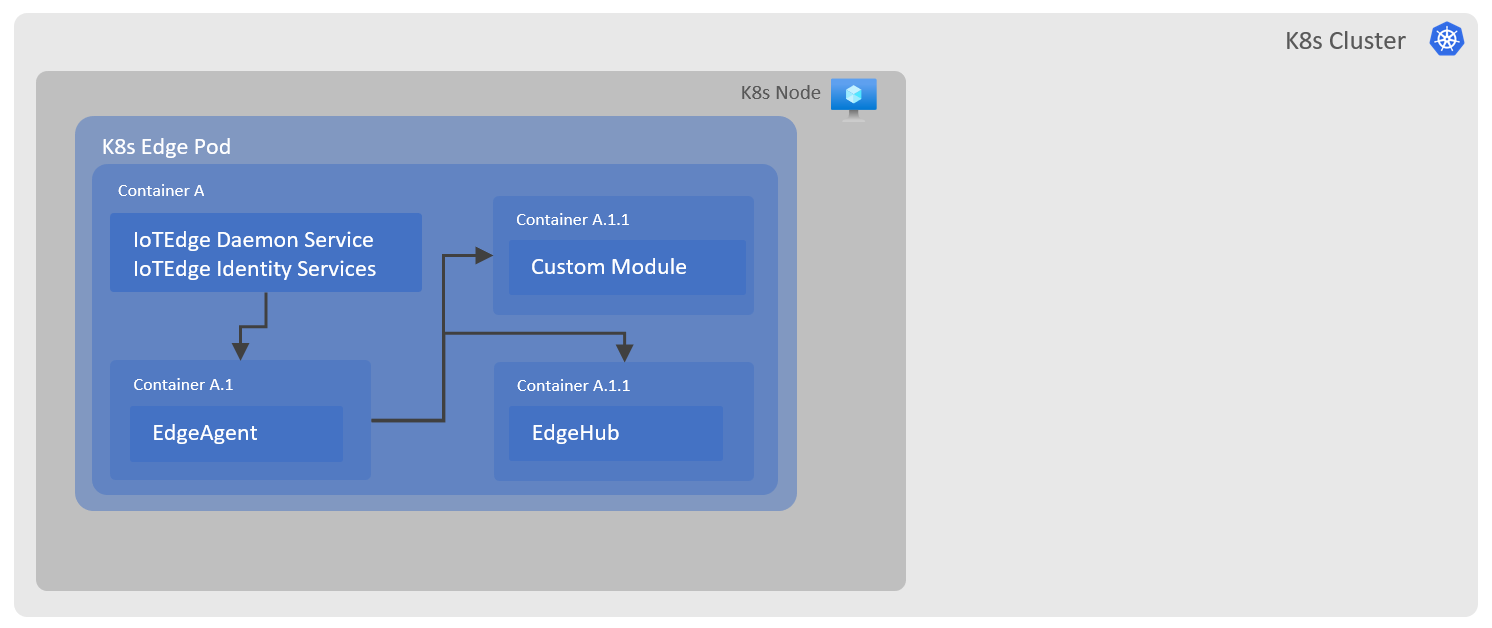 K8s Cluster
K8s Node
K8s Edge Pod
Container A
IoTEdge Daemon Service
IoTEdge Identity Services
Container A.1.1
Custom Module
Container A.1
EdgeAgent
Container A.1.1
EdgeHub